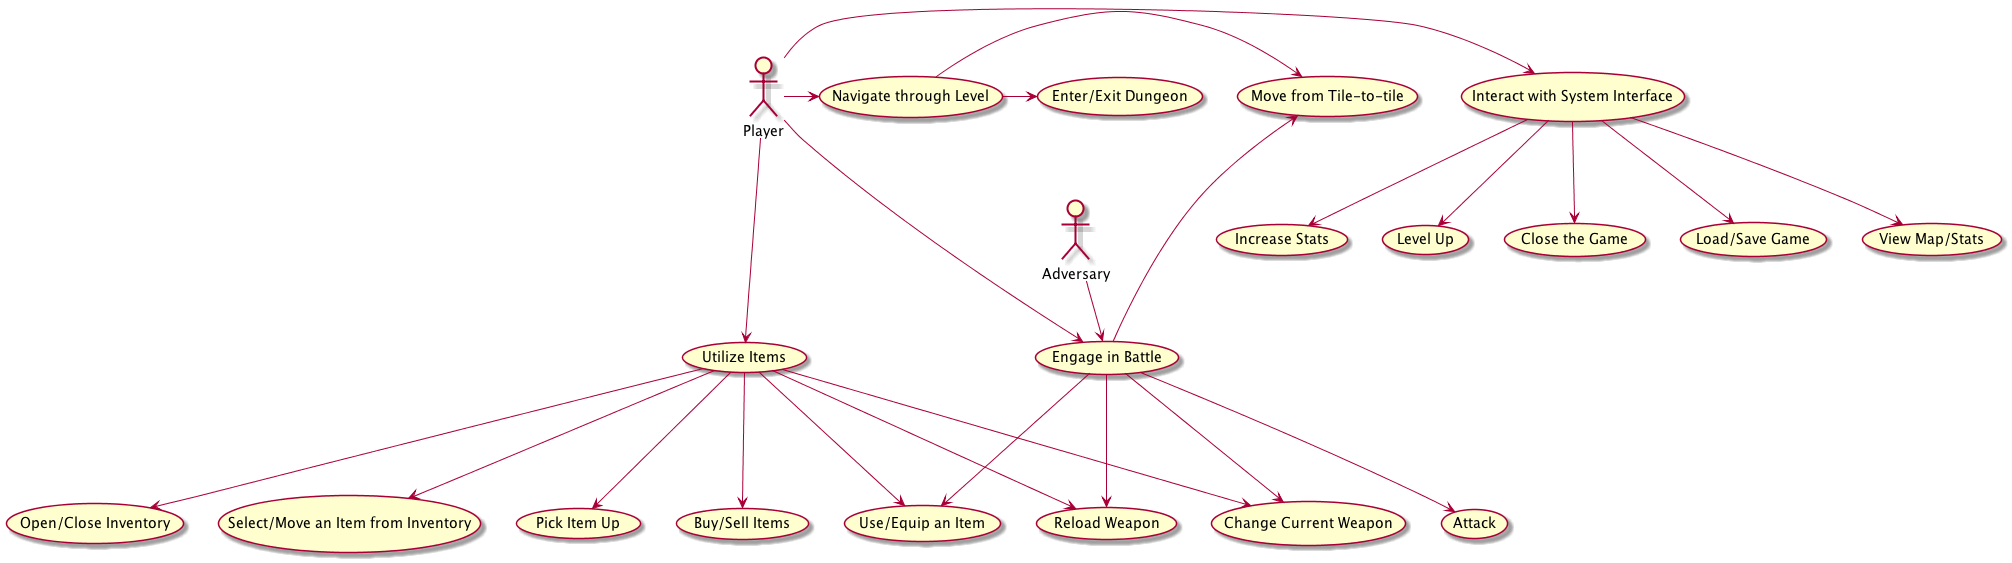 Player
Navigate through Level
Enter/Exit Dungeon
Move from Tile-to-tile
Interact with System Interface
Adversary
Increase Stats
Level Up
Close the Game
Load/Save Game
View Map/Stats
Utilize Items
Engage in Battle
Open/Close Inventory
Select/Move an Item from Inventory
Pick Item Up
Buy/Sell Items
Use/Equip an Item
Reload Weapon
Change Current Weapon
Attack